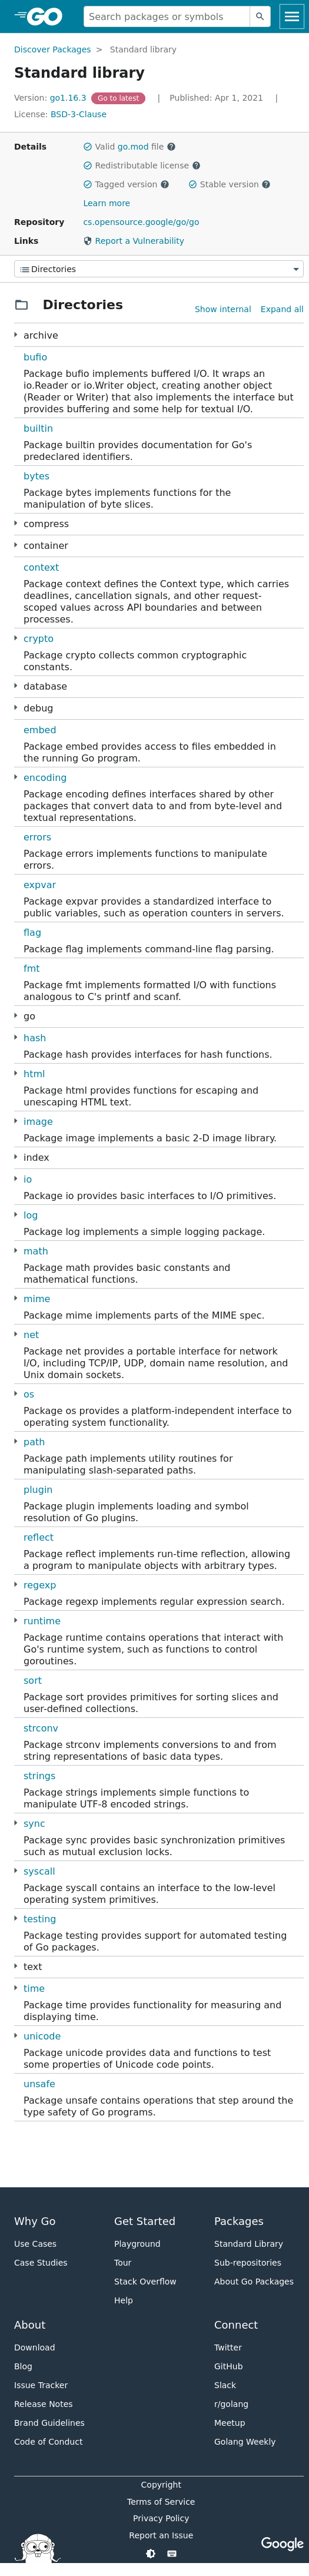 GO
Search packages or symbols
Discover Packages > Standard library
Standard library
Version: go1.16.3 Go to latest | Published: Apr 1, 2021 |
License: BSD-3-Clause
Details
Valid go.mod file
Redistributable license
Tagged version Stable version
Learn more
Repository
cs.opensource.google/go/go
Links
Report a Vulnerability
Directories
Directories
Show internal Expand all
archive
bufio
Package bufio implements buffered I/O. It wraps an
io.Reader or io.Writer object, creating another object
(Reader or Writer) that also implements the interface but
provides buffering and some help for textual I/O.
builtin
Package builtin provides documentation for Go's
predeclared identifiers.
bytes
Package bytes implements functions for the
manipulation of byte slices.
compress
container
context
Package context defines the Context type, which carries
deadlines, cancellation signals, and other request-
scoped values across API boundaries and between
processes.
crypto
Package crypto collects common cryptographic
constants.
database
debug
embed
Package embed provides access to files embedded in
the running Go program.
encoding
Package encoding defines interfaces shared by other
packages that convert data to and from byte-level and
textual representations.
errors
Package errors implements functions to manipulate
errors.
expvar
Package expvar provides a standardized interface to
public variables, such as operation counters in servers.
flag
Package flag implements command-line flag parsing.
fmt
Package fmt implements formatted I/O with functions
analogous to C's printf and scanf.
go
hash
Package hash provides interfaces for hash functions.
html
Package html provides functions for escaping and
unescaping HTML text.
image
Package image implements a basic 2-D image library.
index
io
Package io provides basic interfaces to I/O primitives.
log
Package log implements a simple logging package.
math
Package math provides basic constants and
mathematical functions.
mime
Package mime implements parts of the MIME spec.
net
Package net provides a portable interface for network
I/O, including TCP/IP, UDP, domain name resolution, and
Unix domain sockets.
os
Package os provides a platform-independent interface to
operating system functionality.
path
Package path implements utility routines for
manipulating slash-separated paths.
plugin
Package plugin implements loading and symbol
resolution of Go plugins.
reflect
Package reflect implements run-time reflection, allowing
a program to manipulate objects with arbitrary types.
regexp
Package regexp implements regular expression search.
runtime
Package runtime contains operations that interact with
Go's runtime system, such as functions to control
goroutines.
sort
Package sort provides primitives for sorting slices and
user-defined collections.
strconv
Package strconv implements conversions to and from
string representations of basic data types.
strings
Package strings implements simple functions to
manipulate UTF-8 encoded strings.
sync
Package sync provides basic synchronization primitives
such as mutual exclusion locks.
syscall
Package syscall contains an interface to the low-level
operating system primitives.
testing
Package testing provides support for automated testing
of Go packages.
text
time
Package time provides functionality for measuring and
displaying time.
unicode
Package unicode provides data and functions to test
some properties of Unicode code points.
unsafe
Package unsafe contains operations that step around the
type safety of Go programs.
Why Go
Use Cases
Case Studies
Get Started
Playground
Tour
Stack Overflow
Help
Packages
Standard Library
Sub-repositories
About Go Packages
About
Download
Blog
Issue Tracker
Release Notes
Brand Guidelines
Code of Conduct
Connect
Twitter
GitHub
Slack
r/golang
Meetup
Golang Weekly
Copyright
Terms of Service
Privacy Policy
Report an Issue
Google